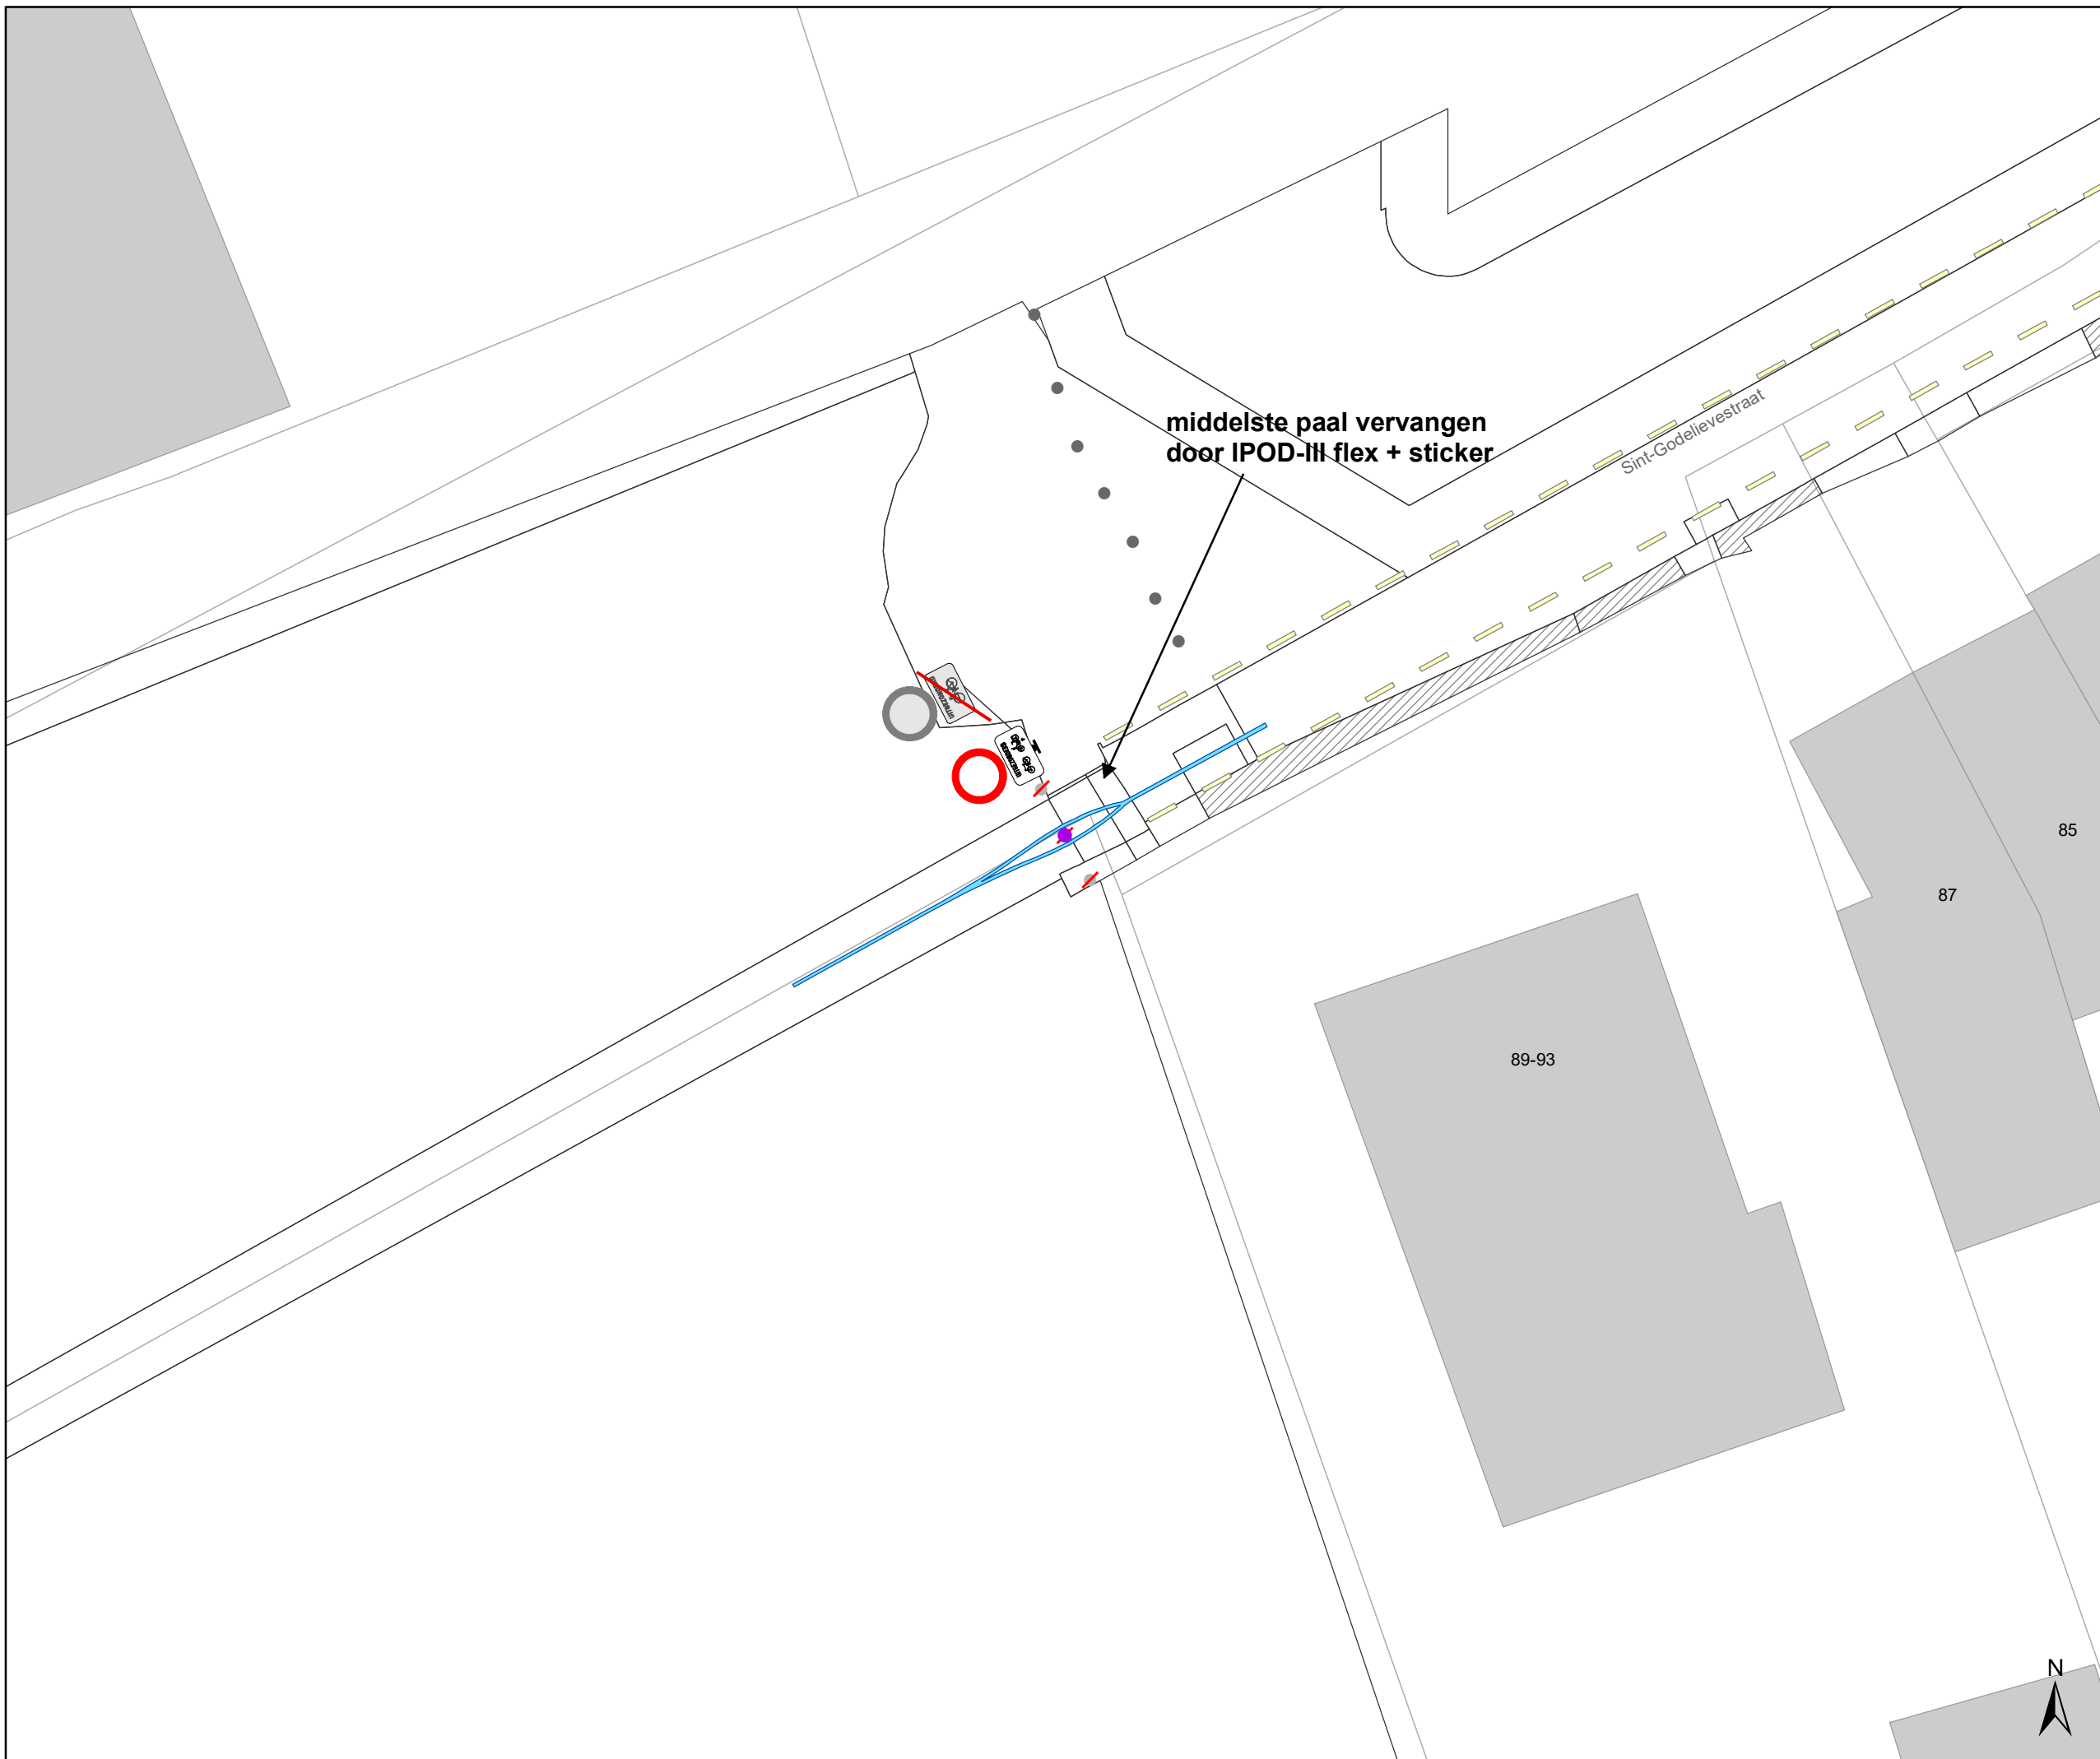 middelste paal vervangen
door IPOD-III flex + sticker
Sint-Godelievestraat
85
87
89-93
N